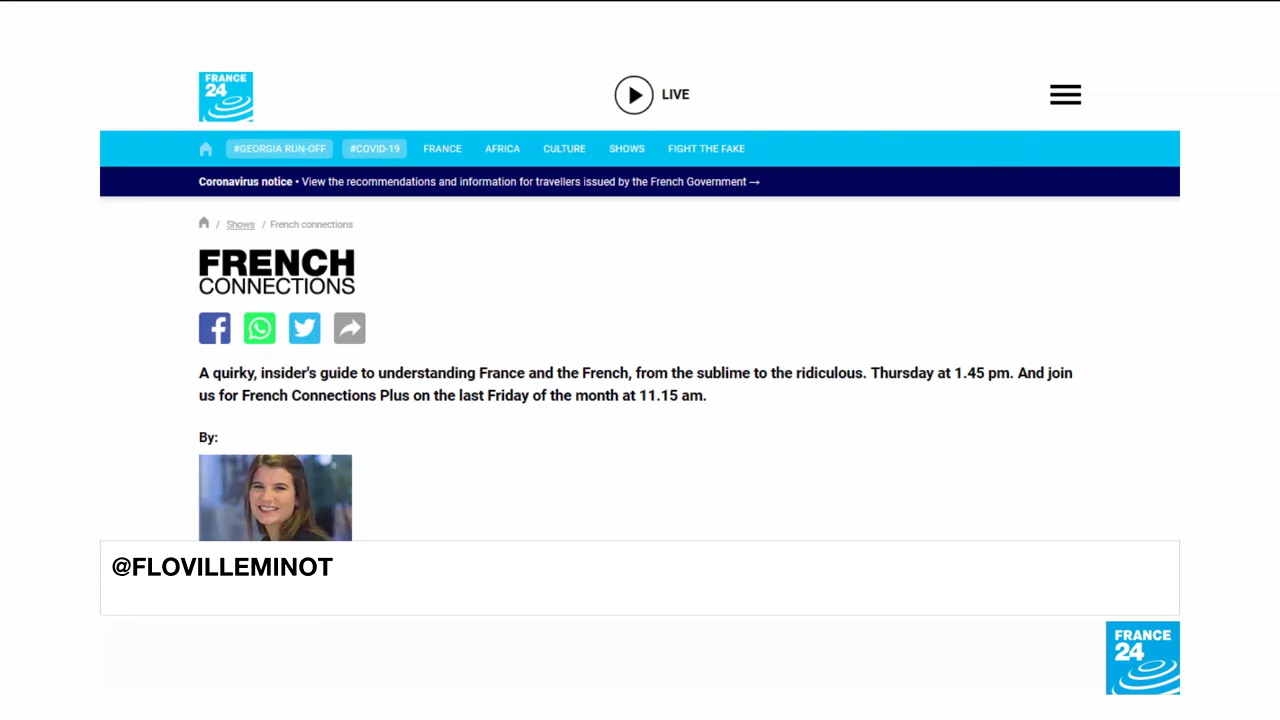 FRANCE
24
LIVE
#GEORGIA RUN-OFF #COVID-19 FRANCE AFRICA CULTURE SHOWS FIGHT THE FAKE
Coronavirus notice • View the recommendations and information for travellers issued by the French Government →
/ Shows / French connections
FRENCH
CONNECTIONS
A quirky, insider's guide to understanding France and the French, from the sublime to the ridiculous. Thursday at 1.45 pm. And join
us for French Connections Plus on the last Friday of the month at 11.15 am.
By:
@FLOVILLEMINOT
FRANCE
24